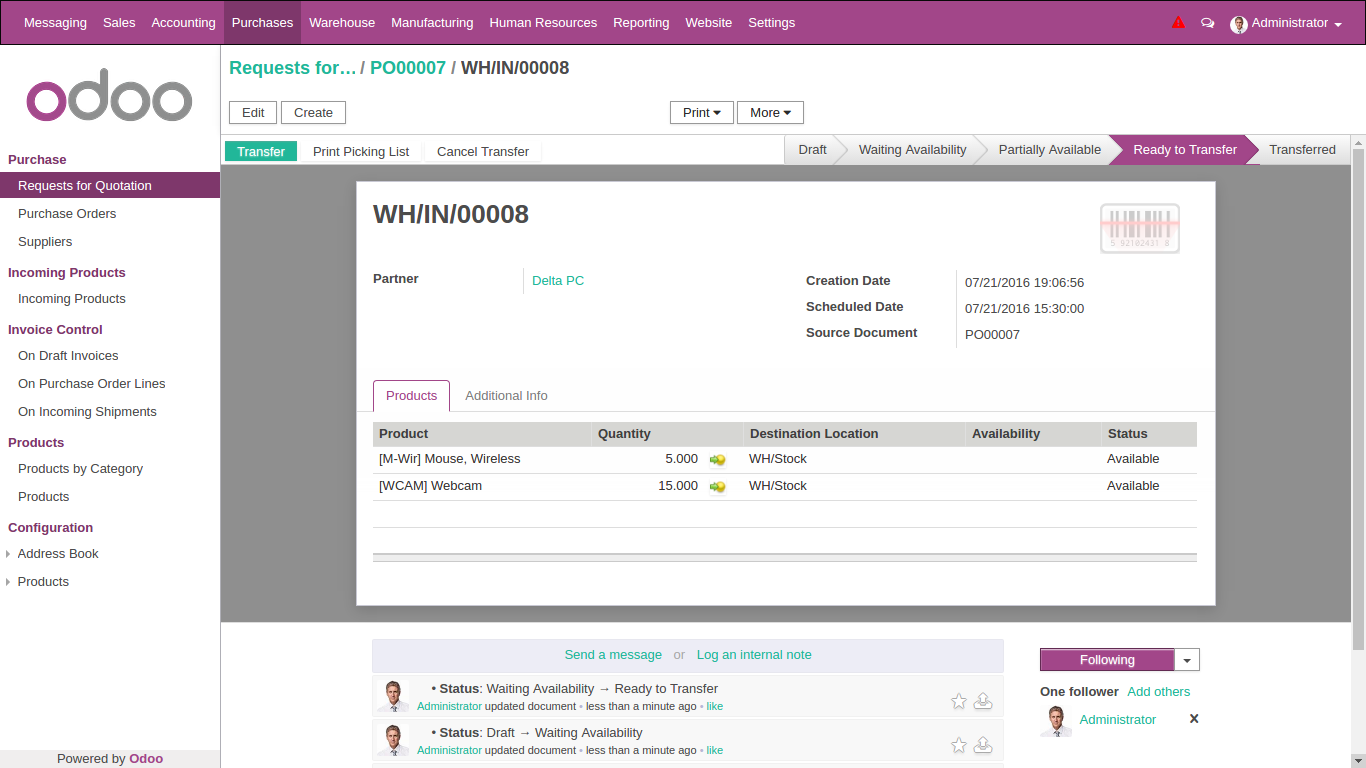 Messaging Sales Accounting Purchases Warehouse Manufacturing Human Resources Reporting Website Settings Administrator
odoo
Purchase
Requests for Quotation
Purchase Orders
Suppliers
Incoming Products
Incoming Products
Invoice Control
On Draft Invoices
On Purchase Order Lines
On Incoming Shipments
Products
Products by Category
Products
Configuration
Address Book
Products
Powered by Odoo
Requests for... / PO00007 / WH/IN/00008
Edit Create Print More
Transfer Print Picking List Cancel Transfer Draft Waiting Availability Partially Available Ready to Transfer Transferred
WH/IN/00008
5 92102431 8
Partner Delta PC
Creation Date 07/21/2016 19:06:56
Scheduled Date 07/21/2016 15:30:00
Source Document PO00007
Products Additional Info
Product Quantity Destination Location Availability Status
[M-Wir] Mouse, Wireless 5.000 WH/Stock Available
[WCAM] Webcam 15.000 WH/Stock Available
Send a message or Log an internal note
• Status: Waiting Availability → Ready to Transfer
Administrator updated document • less than a minute ago • like
• Status: Draft → Waiting Availability
Administrator updated document • less than a minute ago • like
Following
One follower Add others
Administrator x